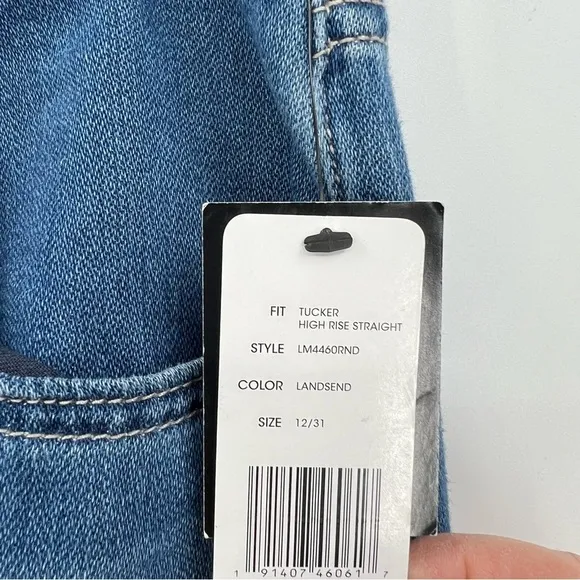 FIT TUCKER
HIGH RISE STRAIGHT
STYLE LM4460RND
COLOR LANDSEND
SIZE 12/31
1 91407 46061 7